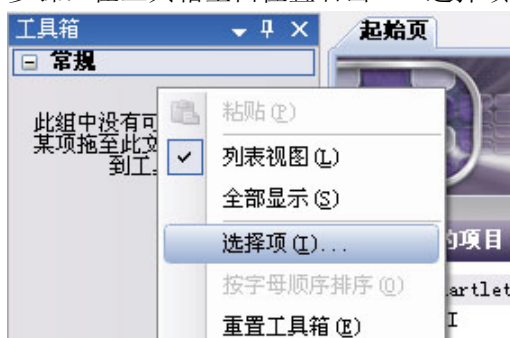 工具箱
起始页
常规
此组中没有可
某项拖至此文
到工
粘贴(P)
列表视图(L)
全部显示(S)
选择项(I)...
的项目
按字母顺序排序(O)
artlet
重置工具箱(E)
I